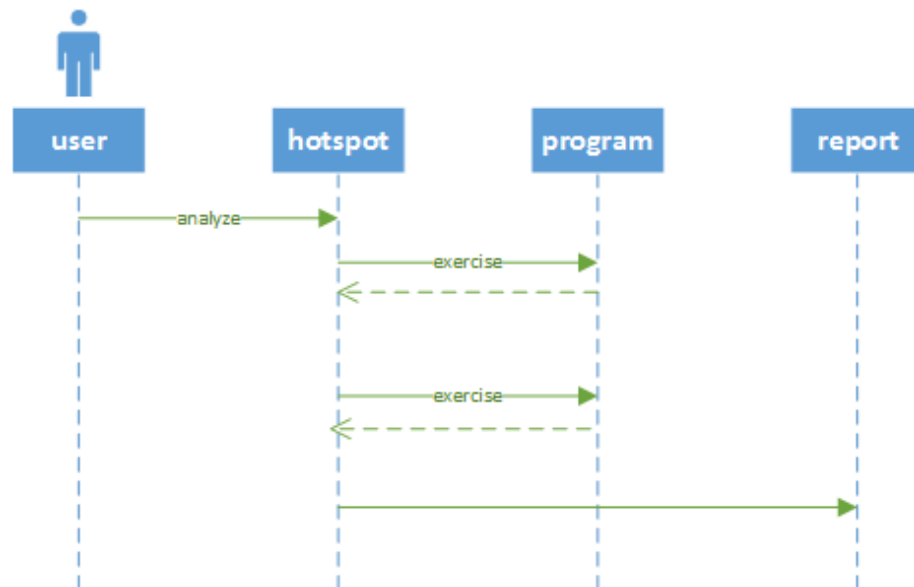 user
hotspot
program
report
analyze
exercise
exercise